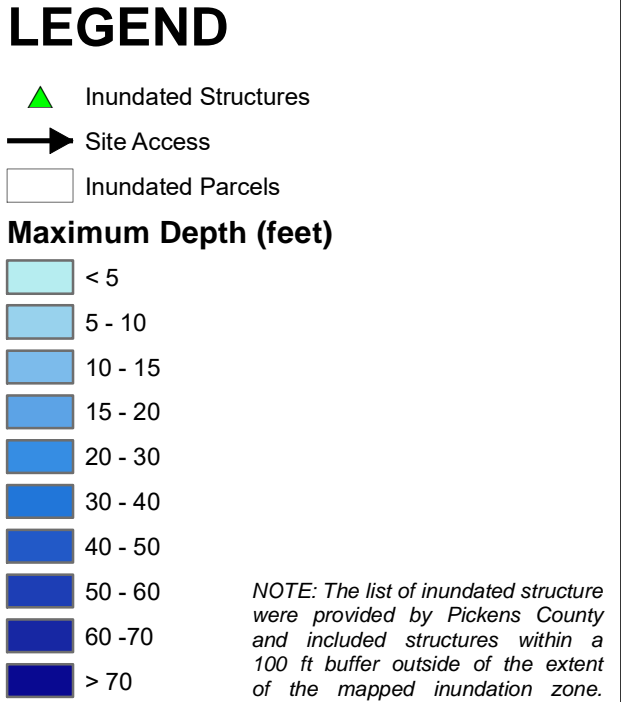 LEGEND
Inundated Structures
Site Access
Inundated Parcels
Maximum Depth (feet)
< 5
5 - 10
10 - 15
15 - 20
20 - 30
30 - 40
40 - 50
50 - 60
60 -70
> 70
NOTE: The list of inundated structure
were provided by Pickens County
and included structures within a
100 ft buffer outside of the extent
of the mapped inundation zone.